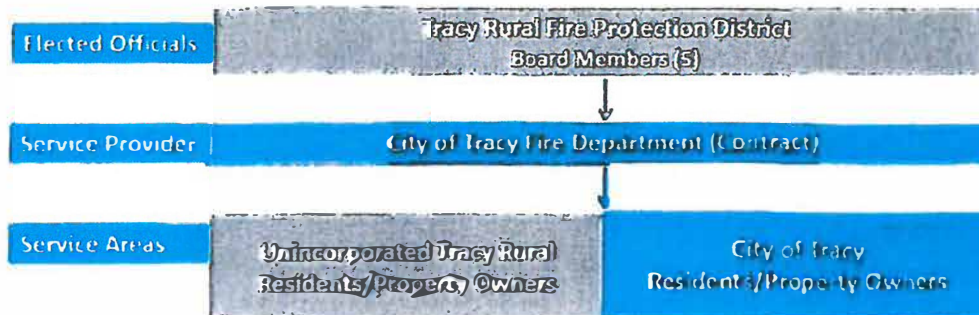 Elected Officials
Tracy Rural Fire Protection District
Board Members (5)
Service Provider
City of Tracy Fire Department (Contract)
Service Areas
Unincorporated Tracy Rural
Residents/Property Owners
City of Tracy
Residents/Property Owners